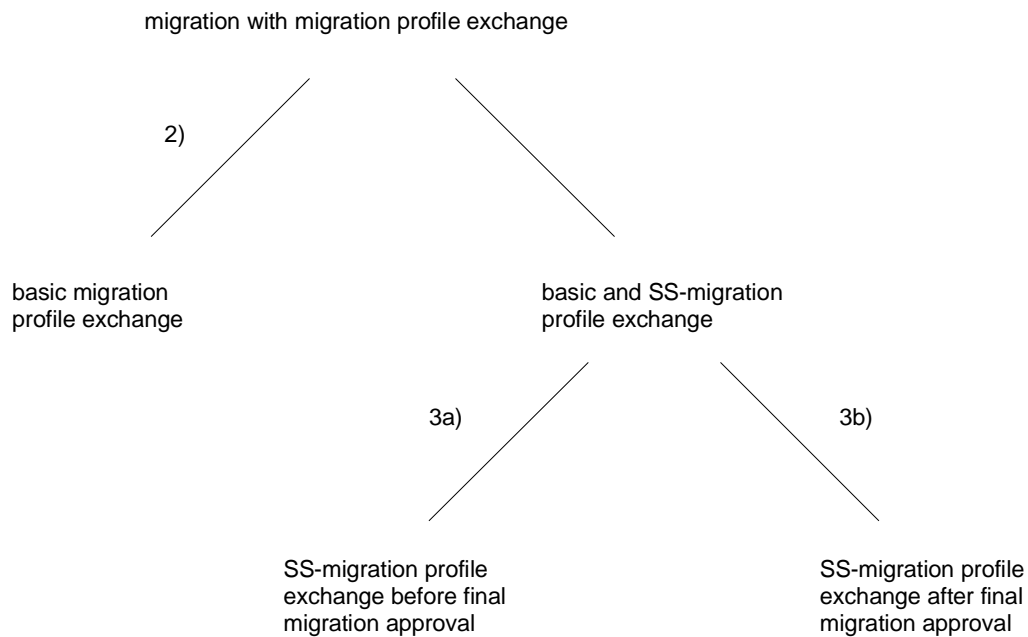 migration with migration profile exchange
2)
basic migration
profile exchange
basic and SS-migration
profile exchange
3a)
3b)
SS-migration profile
exchange before final
migration approval
SS-migration profile
exchange after final
migration approval